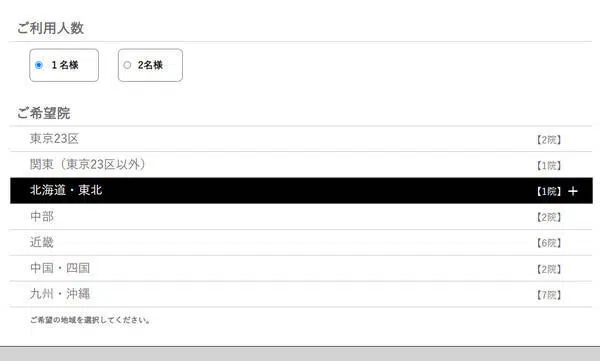 ご利用人数
1名様 2名様
ご希望院
東京23区 【2院】
関東（東京23区以外） 【1院】
北海道・東北 【1院】＋
中部 【2院】
近畿 【6院】
中国・四国 【2院】
九州・沖縄 【7院】
ご希望の地域を選択してください。